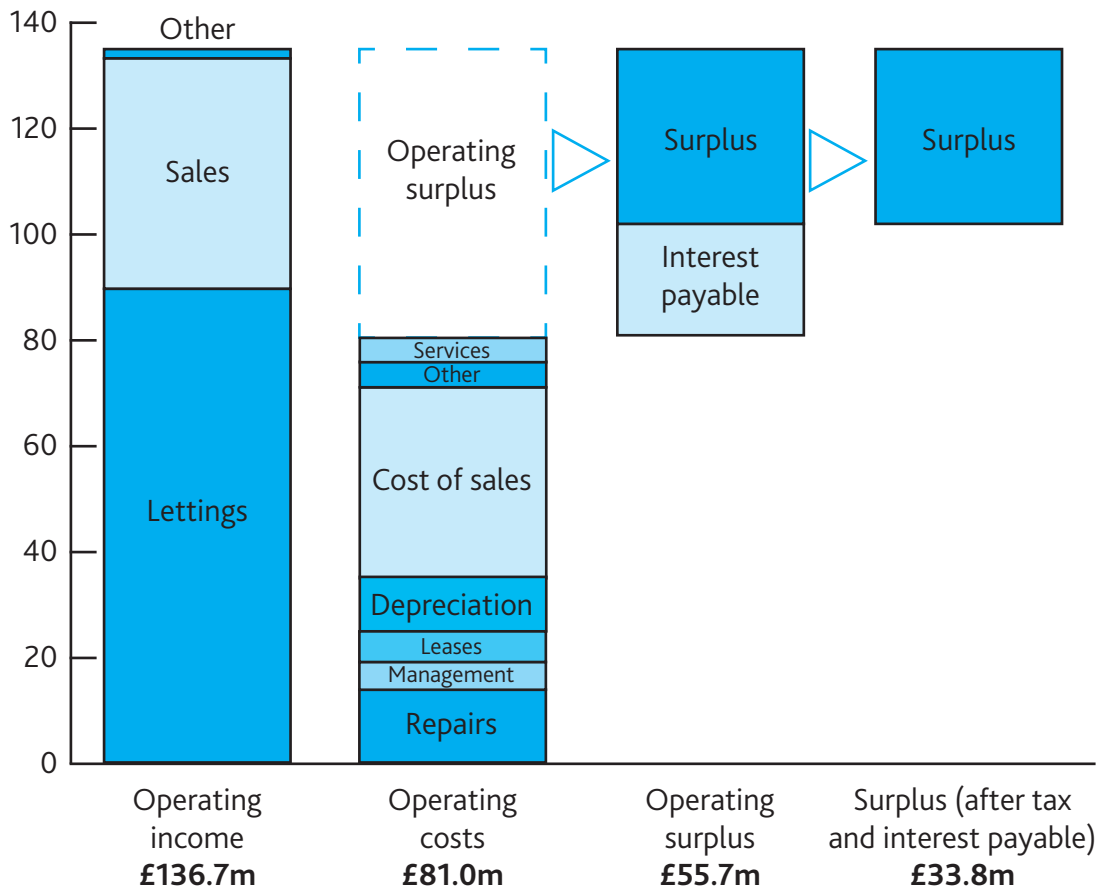 140
120
100
80
60
40
20
0
Other
Sales
Lettings
Operating
surplus
Services
Other
Cost of sales
Depreciation
Leases
Management
Repairs
Surplus
Interest
payable
Surplus
Operating
income
£136.7m
Operating
costs
£81.0m
Operating
surplus
£55.7m
Surplus (after tax
and interest payable)
£33.8m